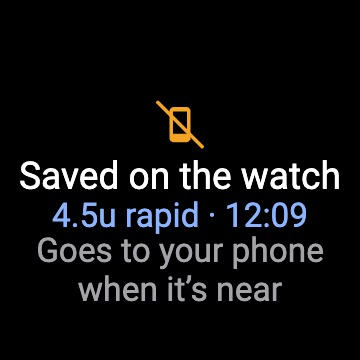 Saved on the watch
4.5u rapid · 12:09
Goes to your phone
when it’s near